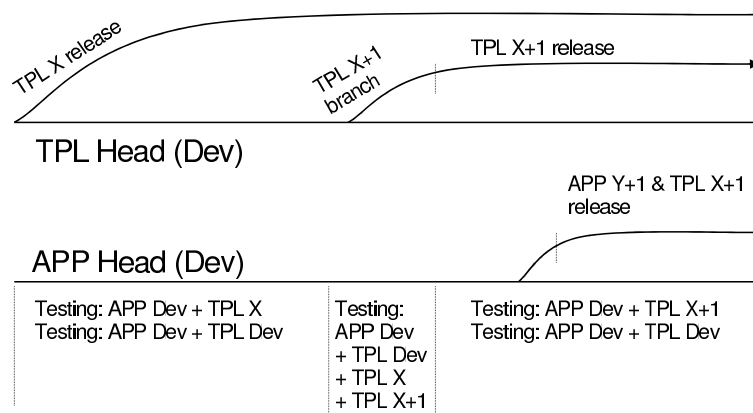 TPL X release
TPL X+1
branch
TPL X+1 release
TPL Head (Dev)
APP Y+1 & TPL X+1
release
APP Head (Dev)
Testing: APP Dev + TPL X
Testing: APP Dev + TPL Dev
Testing:
APP Dev
+ TPL Dev
+ TPL X
+ TPL X+1
Testing: APP Dev + TPL X+1
Testing: APP Dev + TPL Dev